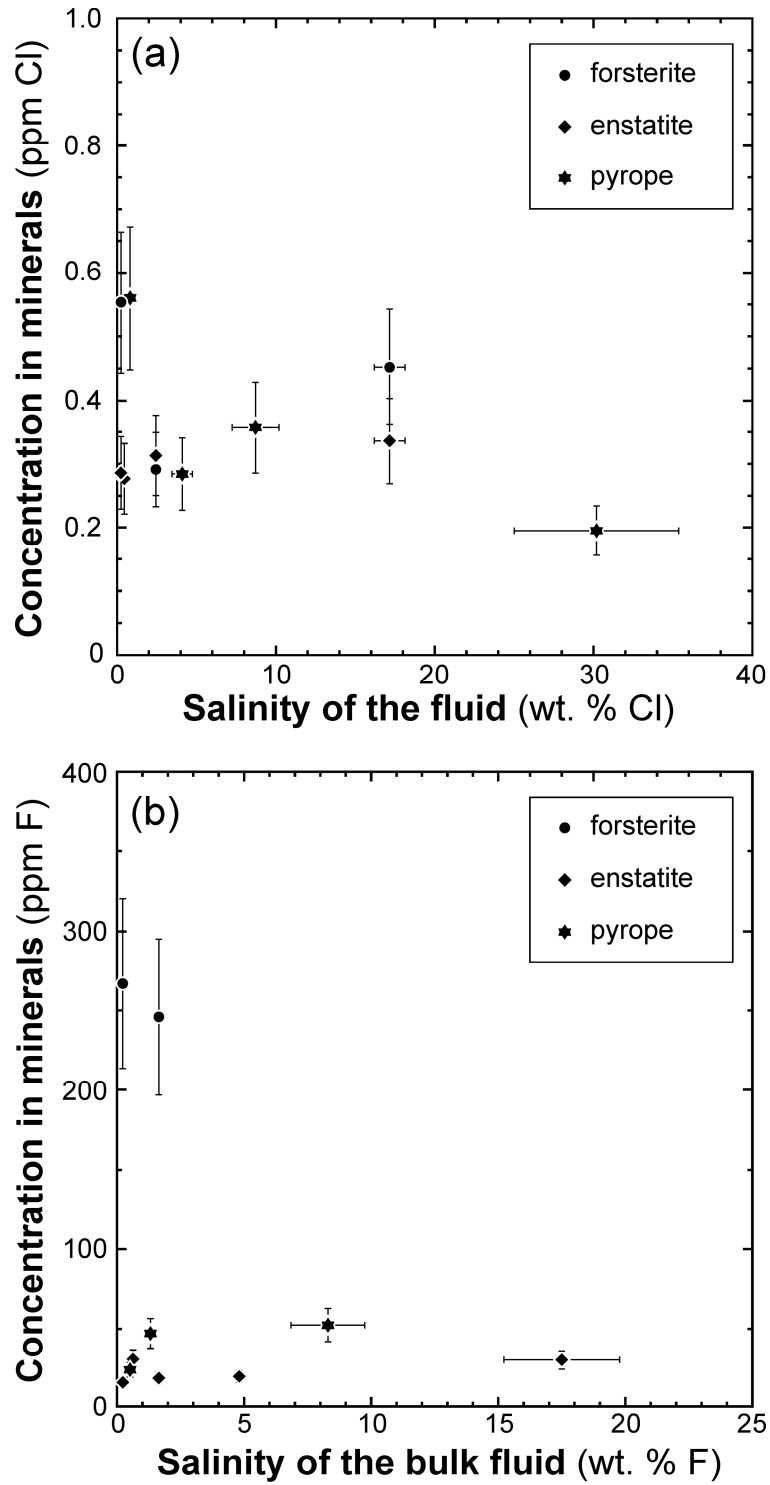 (a)
forsterite
enstatite
pyrope
Concentration in minerals (ppm Cl)
1.0
0.8
0.6
0.4
0.2
0
0 10 20 30 40
Salinity of the fluid (wt. % Cl)
(b)
forsterite
enstatite
pyrope
Concentration in minerals (ppm F)
400
300
200
100
0
0 5 10 15 20 25
Salinity of the bulk fluid (wt. % F)